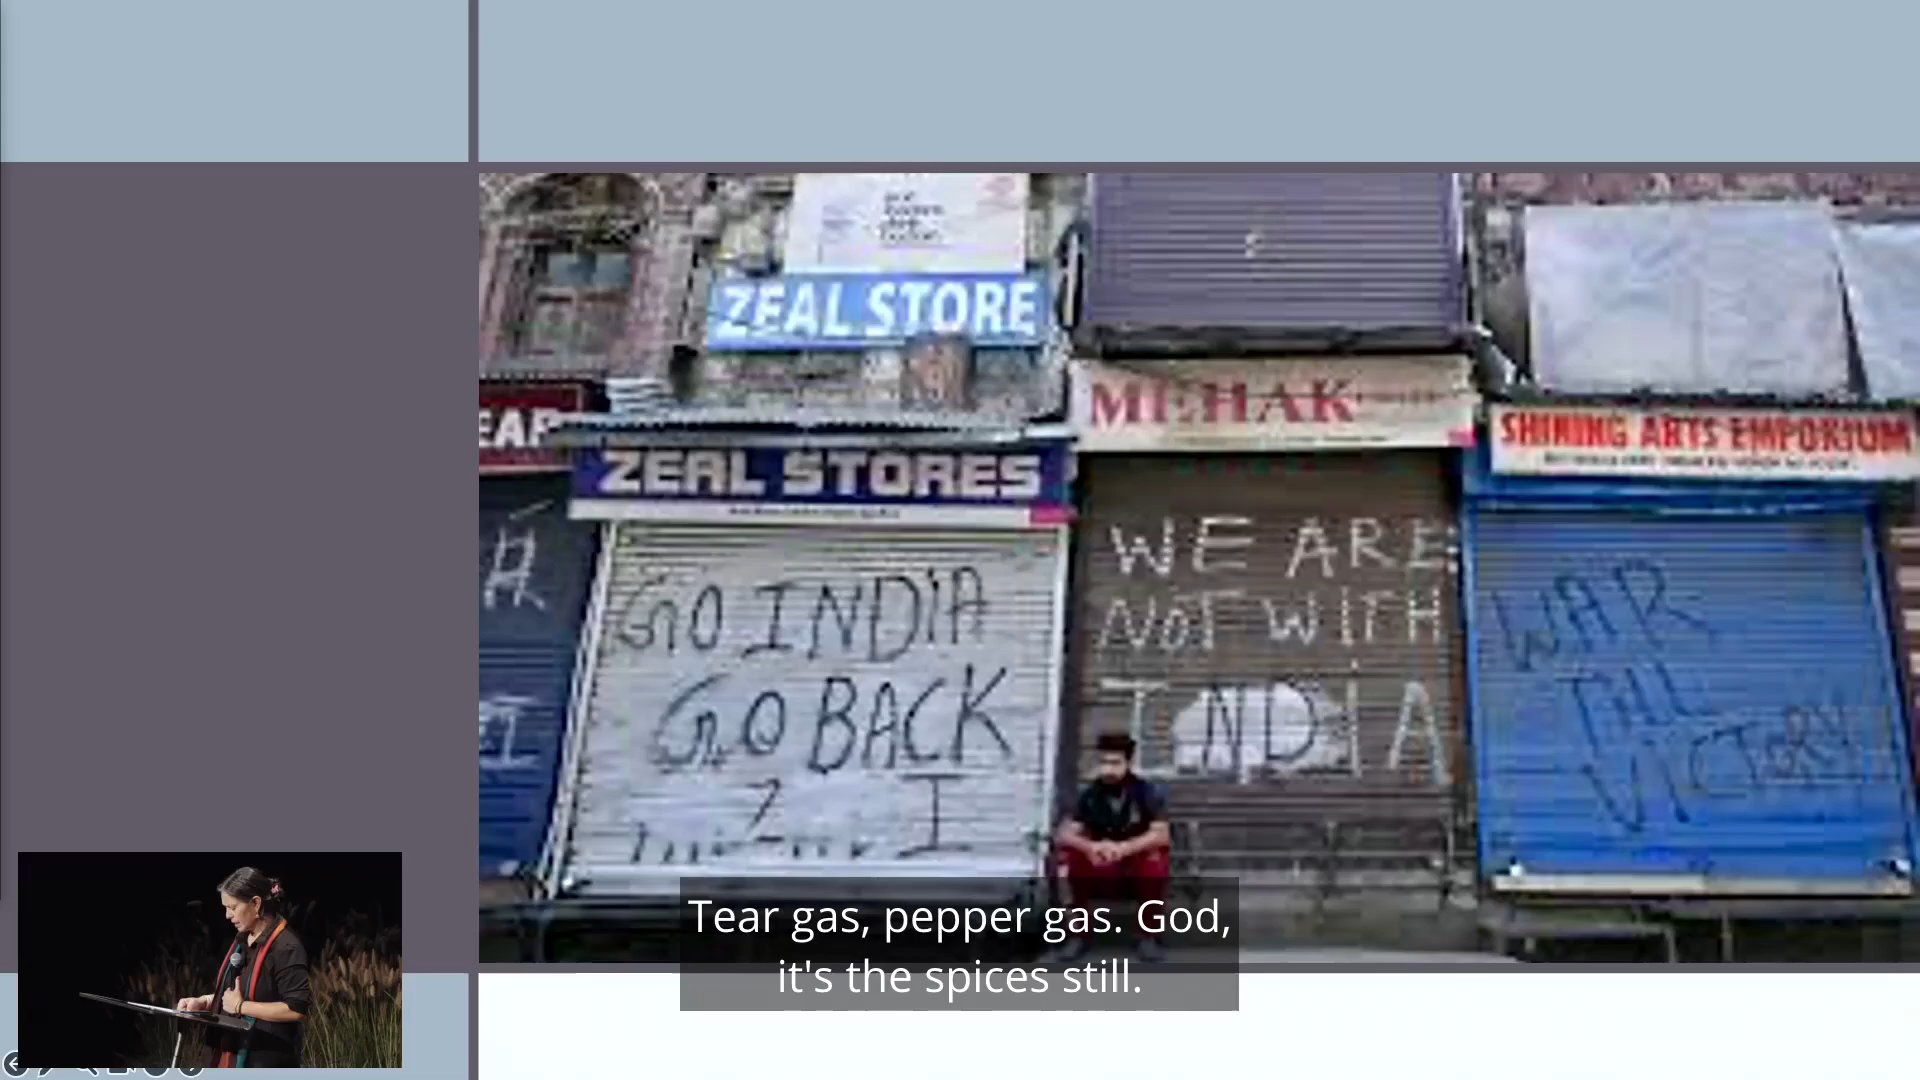 ZEAL STORE
MEHAK
EAR
SHINING ARTS EMPORIUM
ZEAL STORES
GO INDIA
GO BACK
WE ARE
NOT WITH
INDIA
WAR
TILL
VICTORY
Tear gas, pepper gas. God,
it's the spices still.